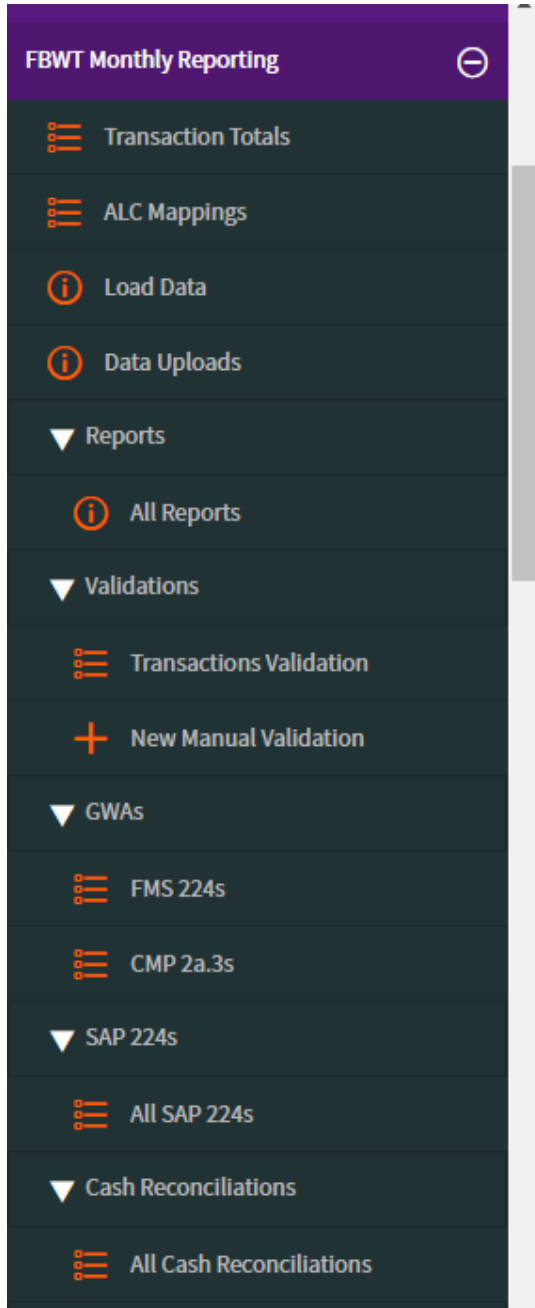 FBWT Monthly Reporting
Transaction Totals
ALC Mappings
Load Data
Data Uploads
Reports
All Reports
Validations
Transactions Validation
New Manual Validation
GWAs
FMS 224s
CMP 2a.3s
SAP 224s
All SAP 224s
Cash Reconciliations
All Cash Reconciliations